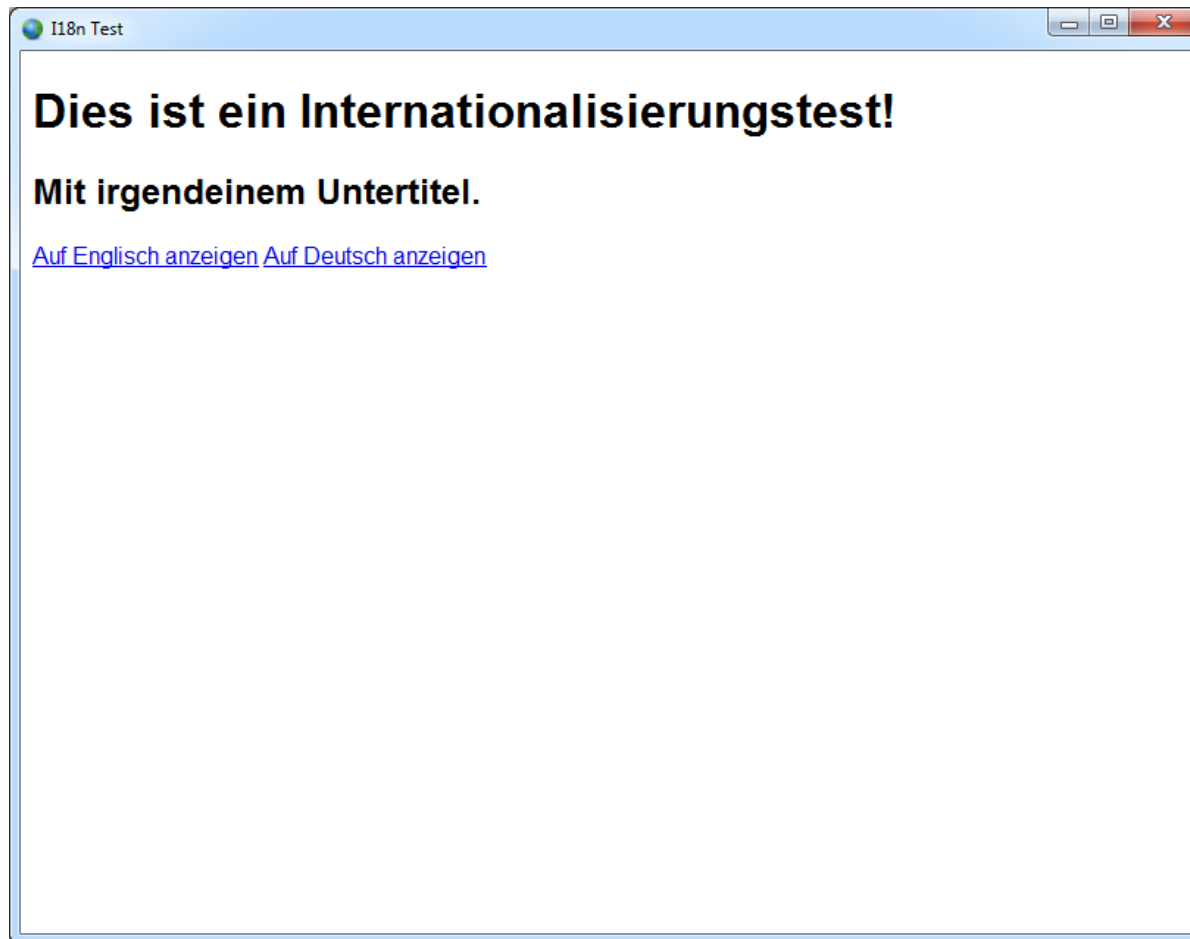 I18n Test
Dies ist ein Internationalisierungstest!
Mit irgendeinem Untertitel.
Auf Englisch anzeigen Auf Deutsch anzeigen